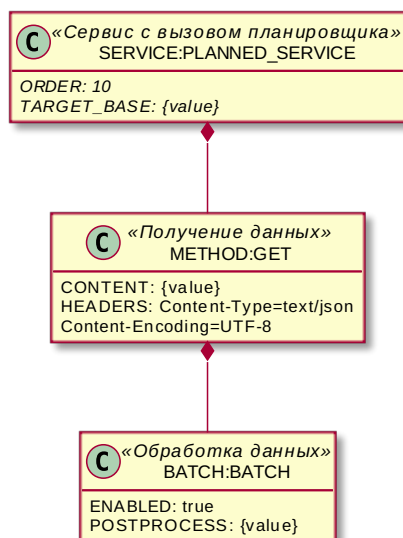 C «Сервис с вызовом планировщика»
SERVICE:PLANNED_SERVICE
ORDER: 10
TARGET_BASE: {value}
C «Получение данных»
METHOD:GET
CONTENT: {value}
HEADERS: Content-Type=text/json
Content-Encoding=UTF-8
C «Обработка данных»
BATCH:BATCH
ENABLED: true
POSTPROCESS: {value}